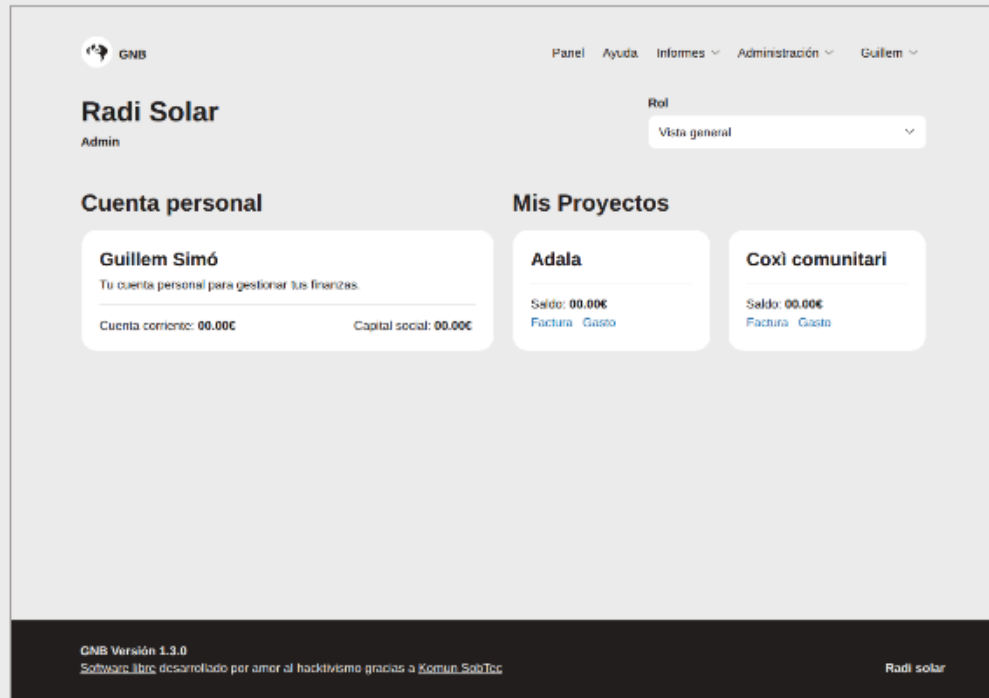 GNB
Panel Ayuda Informes Administración Guillem
Radi Solar
Admin
Rol
Vista general
Cuenta personal
Guillem Simó
Tu cuenta personal para gestionar tus finanzas.
Cuenta corriente: 00.00€ Capital social: 00.00€
Mis Proyectos
Adala
Saldo: 00.00€
Factura Gasto
Coxì comunitari
Saldo: 00.00€
Factura Gasto
GNB Versión 1.3.0
Software libre desarrollado por amor al hacktivismo gracias a Komun SobTec
Radi solar